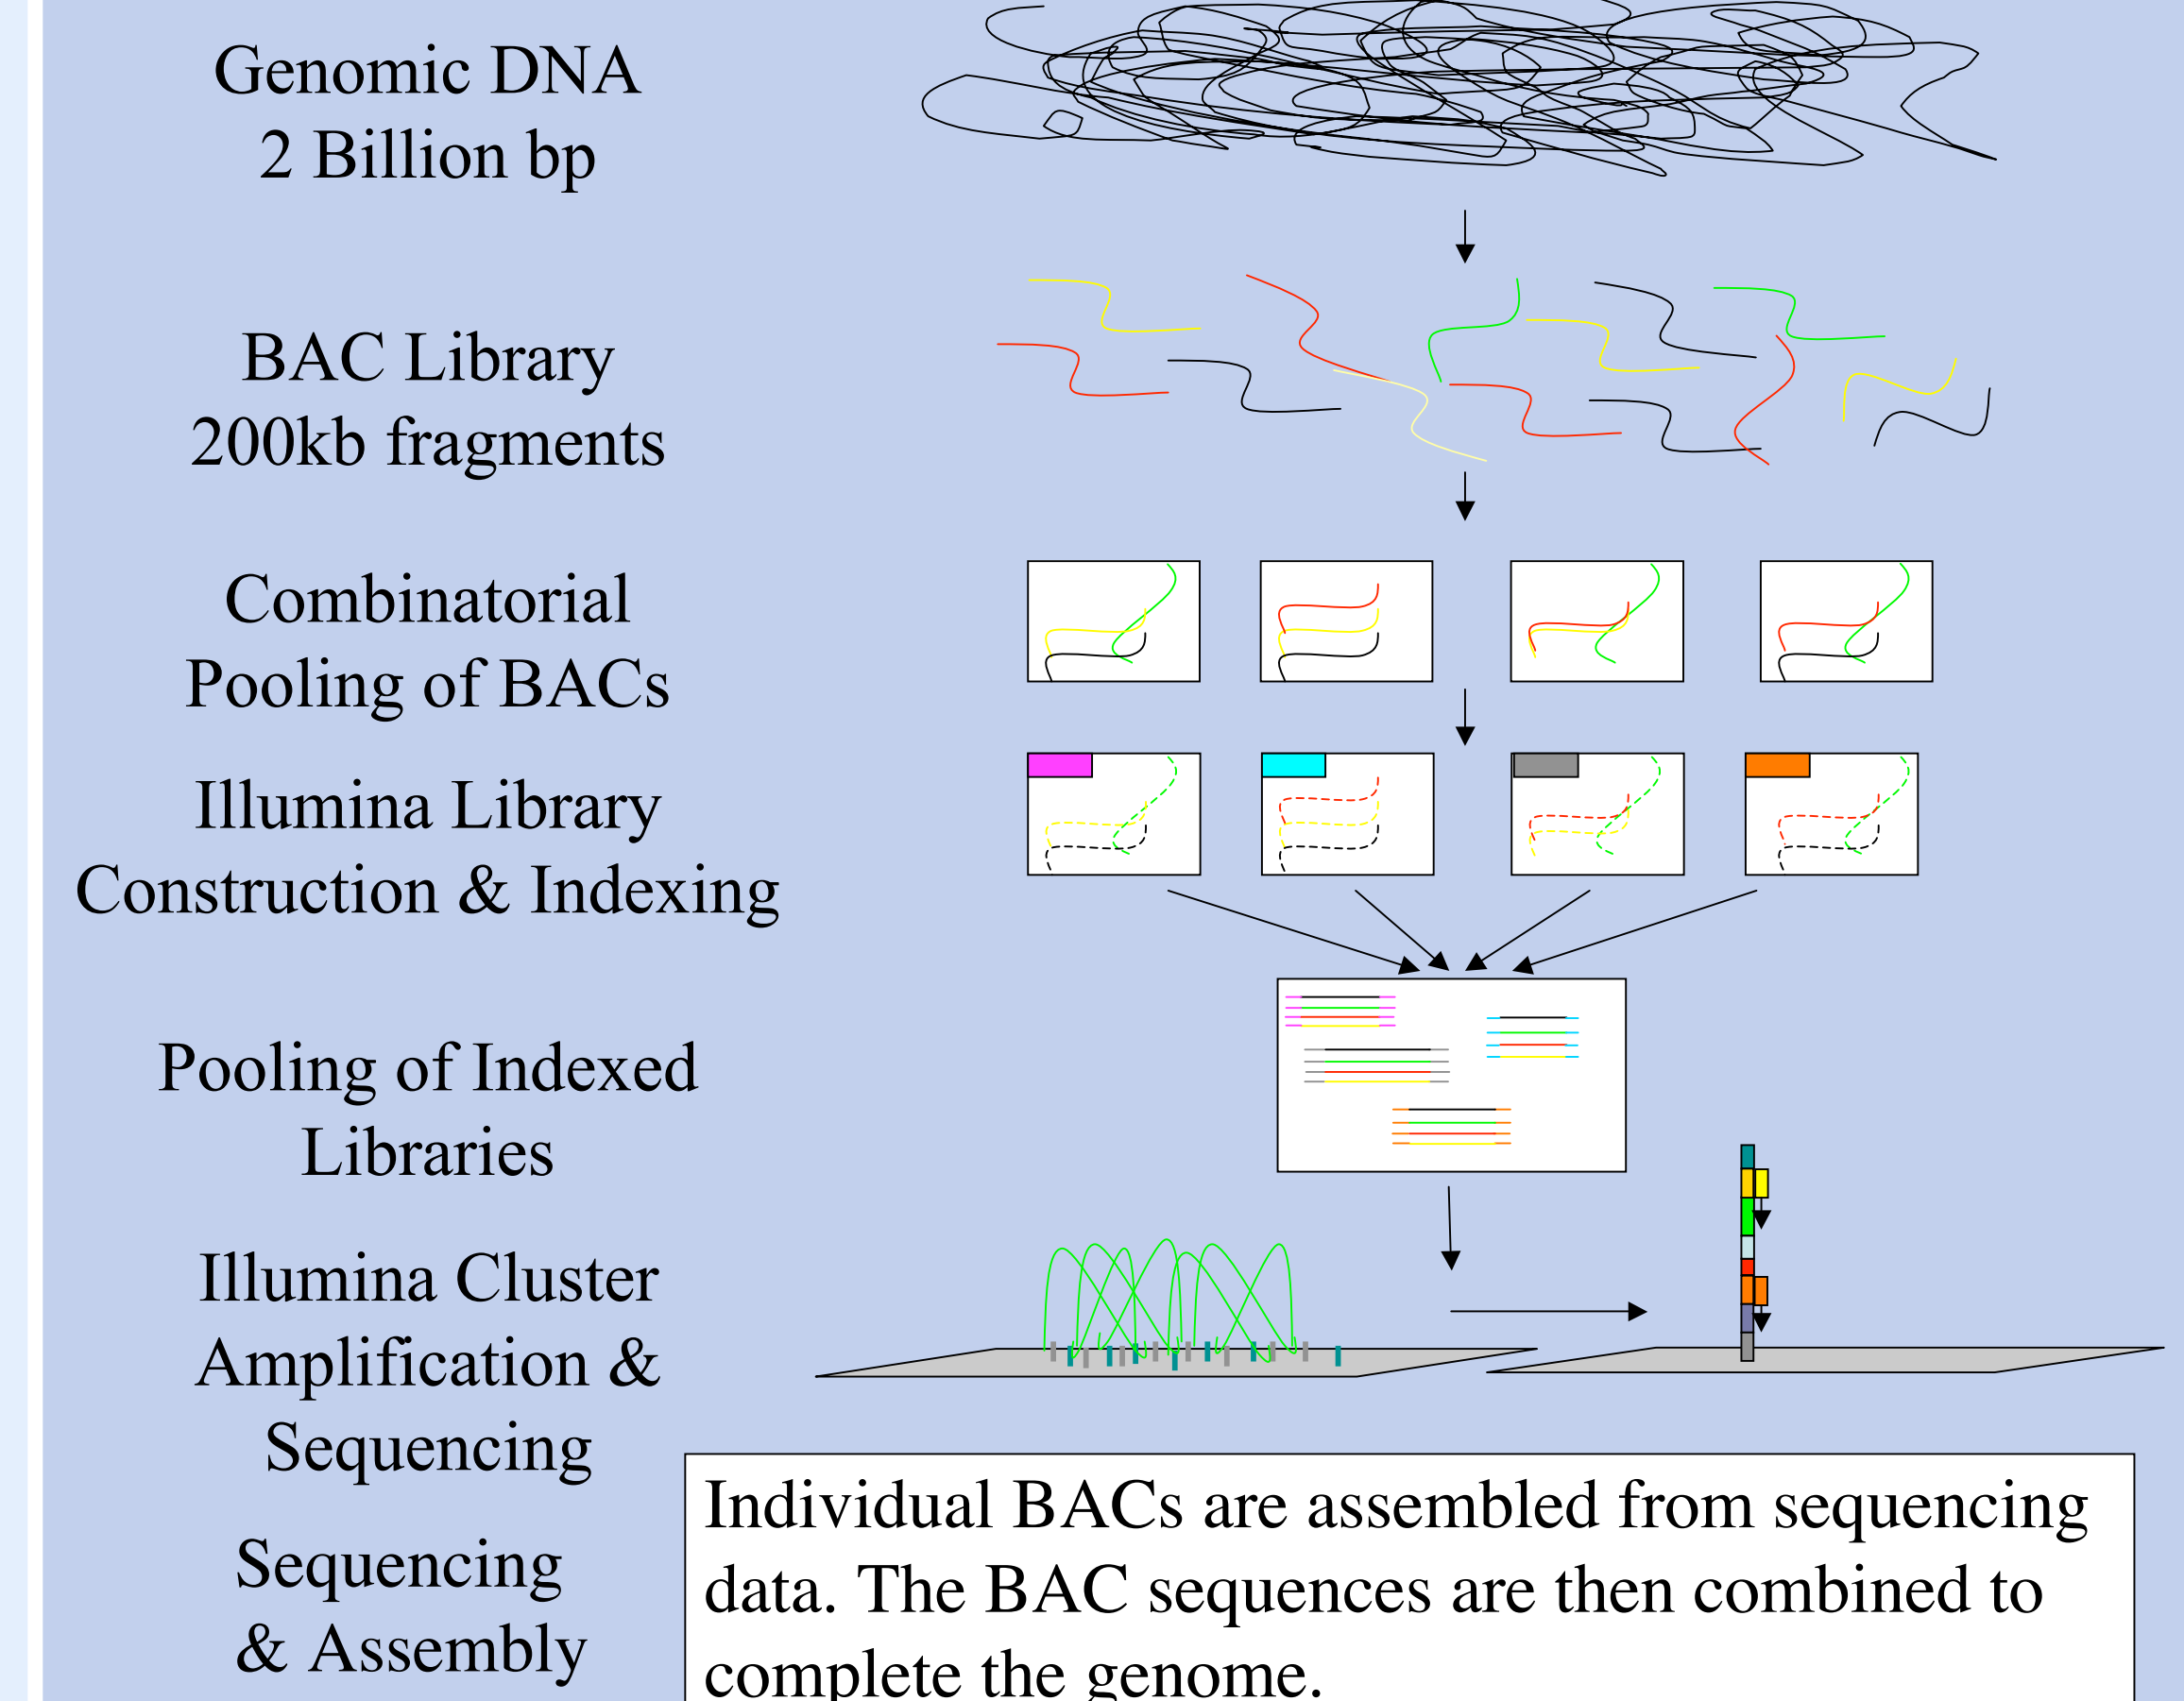 Genomic DNA
2 Billion bp
BAC Library
200kb fragments
Combinatorial
Pooling of BACs
Illumina Library
Construction & Indexing
Pooling of Indexed
Libraries
Illumina Cluster
Amplification &
Sequencing
Sequencing
& Assembly
Individual BACs are assembled from sequencing
data. The BAC sequences are then combined to
complete the genome.